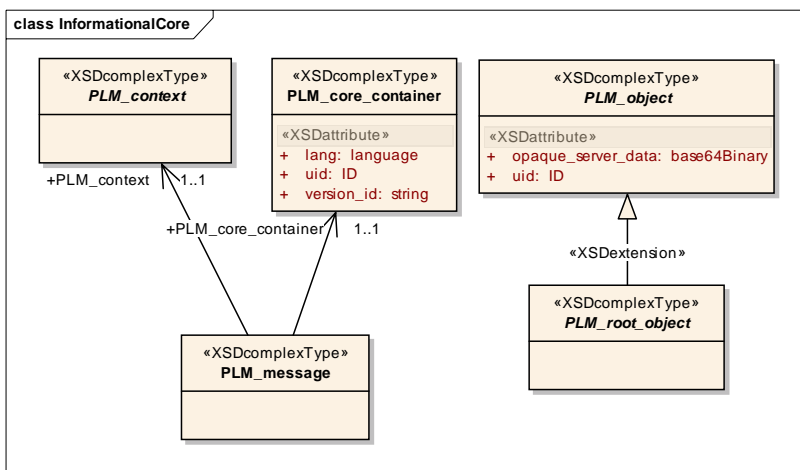 class InformationalCore
«XSDcomplexType»
PLM_context
«XSDcomplexType»
PLM_core_container
«XSDattribute»
+ lang: language
+ uid: ID
+ version_id: string
«XSDcomplexType»
PLM_object
«XSDattribute»
+ opaque_server_data: base64Binary
+ uid: ID
+PLM_context 1..1
+PLM_core_container 1..1
«XSDextension»
«XSDcomplexType»
PLM_root_object
«XSDcomplexType»
PLM_message